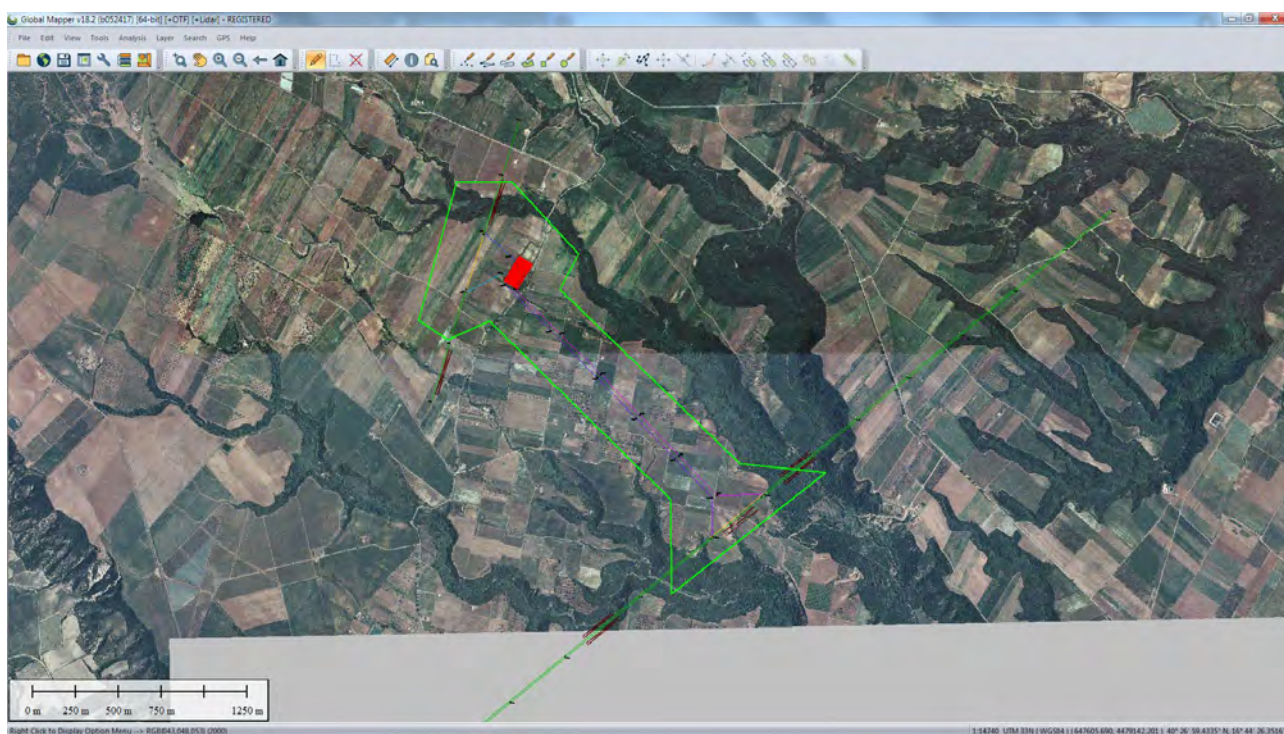 Global Mapper v18.2 (b052417) [64-bit] [+OTF] [+Lidar] - REGISTERED
File Edit View Tools Analysis Layer Search GPS Help
0 m 250 m 500 m 750 m 1250 m
Right Click to Display Option Menu --> RGB(043,048,053) (2000) 1:14240 UTM 33N ( WGS84 ) ( 647605.690, 4479142.201 ) 40° 26' 59.4335" N, 16° 44' 26.3516